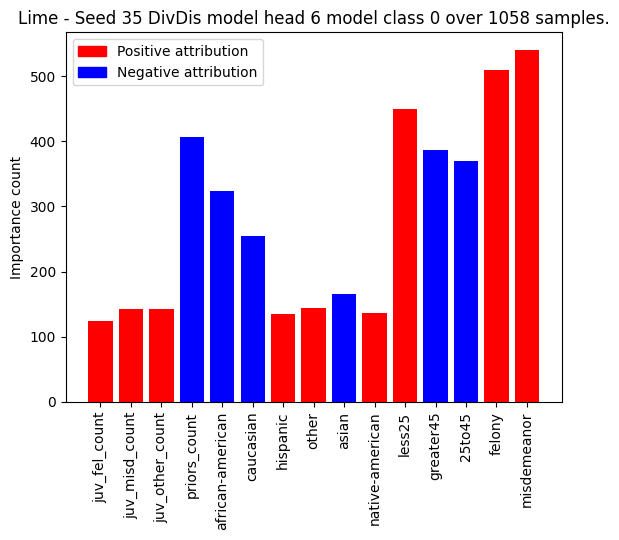 Lime - Seed 35 DivDis model head 6 model class 0 over 1058 samples.
Positive attribution
Negative attribution
Importance count
500
400
300
200
100
0
juv_fel_count
juv_misd_count
juv_other_count
priors_count
african-american
caucasian
hispanic
other
asian
native-american
less25
greater45
25to45
felony
misdemeanor